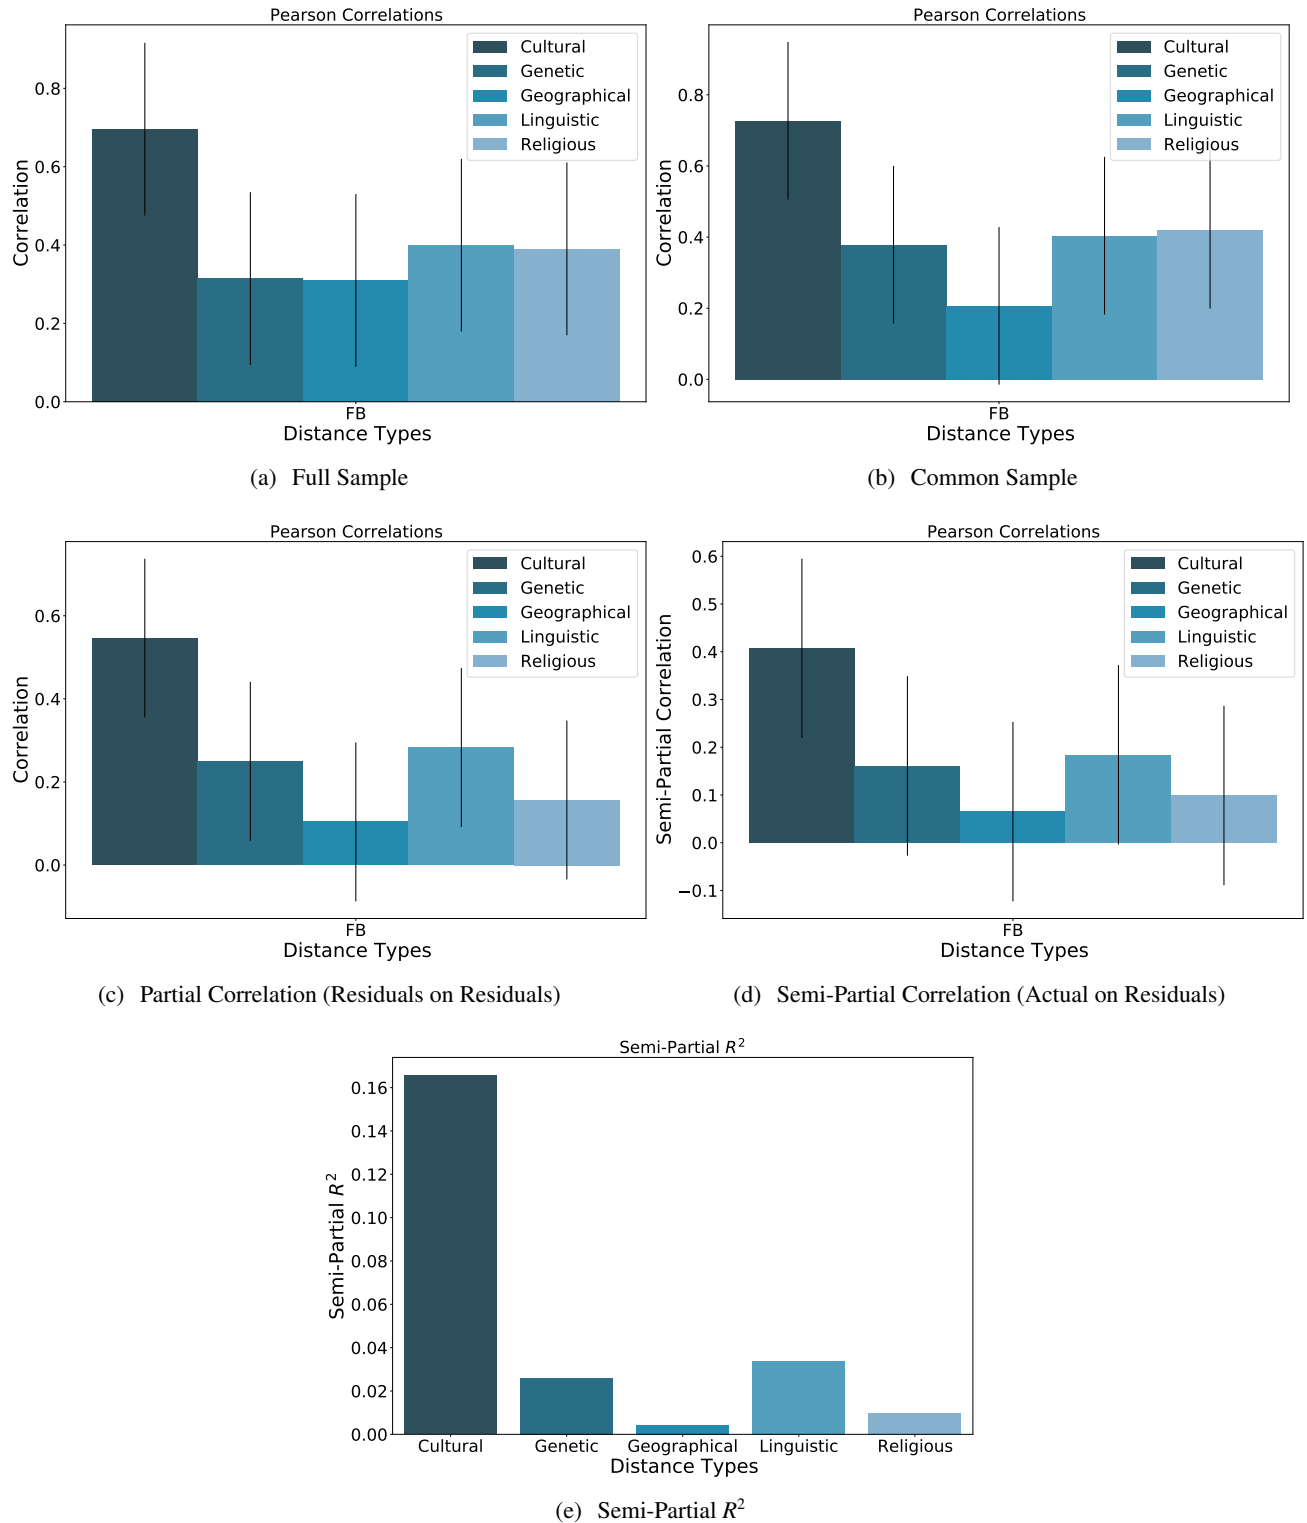 Pearson Correlations
Cultural
Genetic
Geographical
Linguistic
Religious
0.8
0.6
0.4
0.2
0.0
Correlation
FB
Distance Types
(a) Full Sample
Pearson Correlations
Cultural
Genetic
Geographical
Linguistic
Religious
0.8
0.6
0.4
0.2
0.0
Correlation
FB
Distance Types
(b) Common Sample
Pearson Correlations
Cultural
Genetic
Geographical
Linguistic
Religious
0.6
0.4
0.2
0.0
Correlation
FB
Distance Types
(c) Partial Correlation (Residuals on Residuals)
Pearson Correlations
Cultural
Genetic
Geographical
Linguistic
Religious
0.6
0.5
0.4
0.3
0.2
0.1
0.0
−0.1
Semi-Partial Correlation
FB
Distance Types
(d) Semi-Partial Correlation (Actual on Residuals)
Semi-Partial R²
0.16
0.14
0.12
0.10
0.08
0.06
0.04
0.02
0.00
Semi-Partial R²
Cultural Genetic Geographical Linguistic Religious
Distance Types
(e) Semi-Partial R²